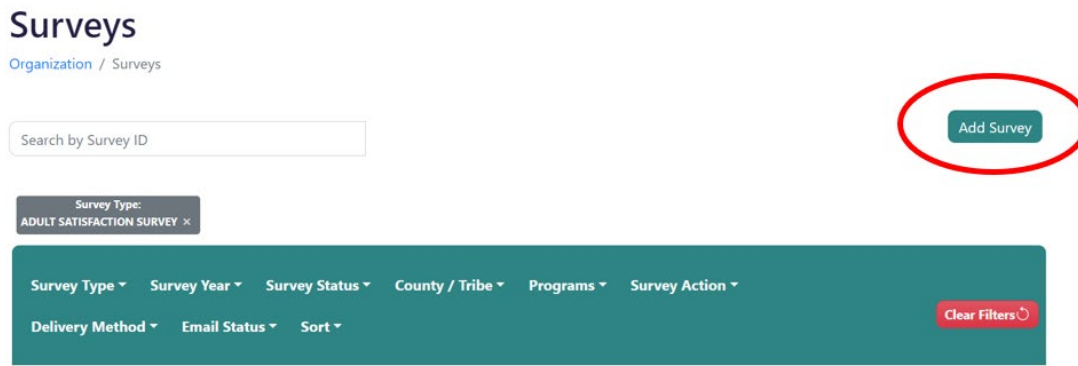 Surveys
Organization / Surveys
Search by Survey ID
Add Survey
Survey Type:
ADULT SATISFACTION SURVEY ×
Survey Type Survey Year Survey Status County / Tribe Programs Survey Action
Delivery Method Email Status Sort
Clear Filters